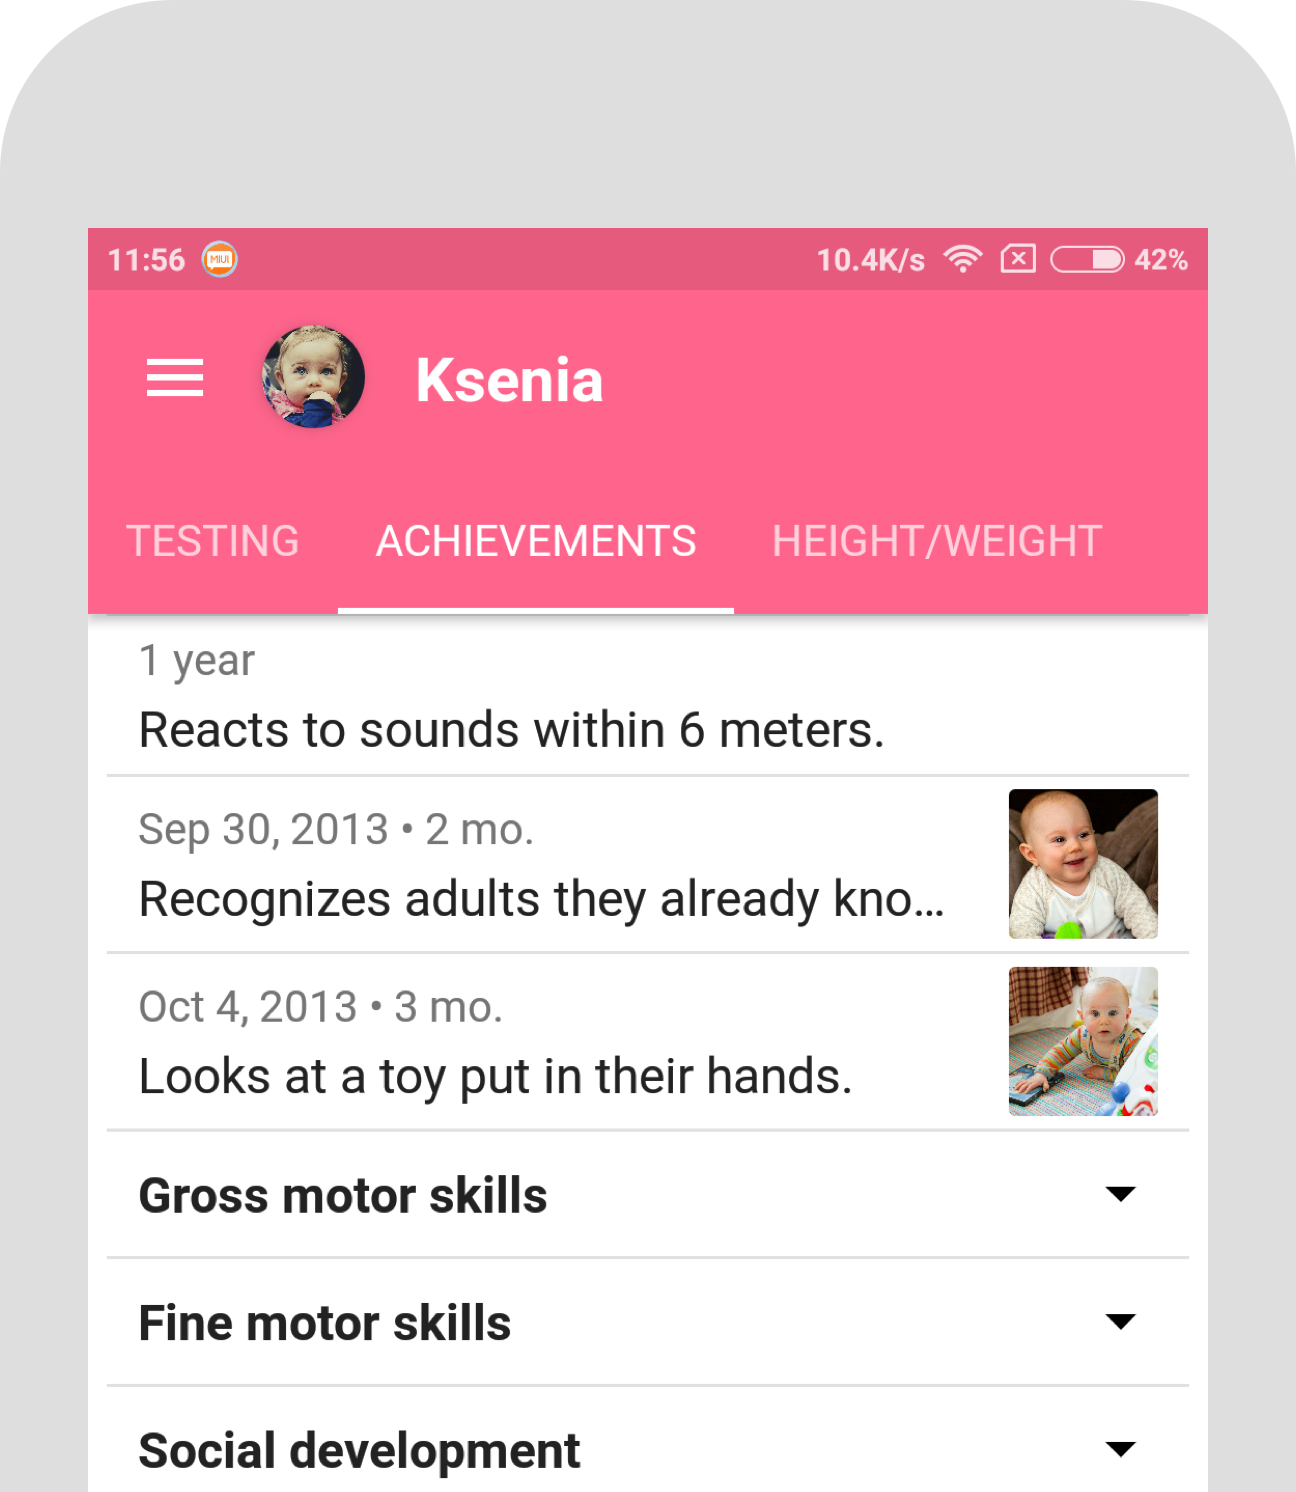 11:56 MIUI 10.4K/s 42%
Ksenia
TESTING ACHIEVEMENTS HEIGHT/WEIGHT
1 year
Reacts to sounds within 6 meters.
Sep 30, 2013 • 2 mo.
Recognizes adults they already kno...
Oct 4, 2013 • 3 mo.
Looks at a toy put in their hands.
Gross motor skills
Fine motor skills
Social development